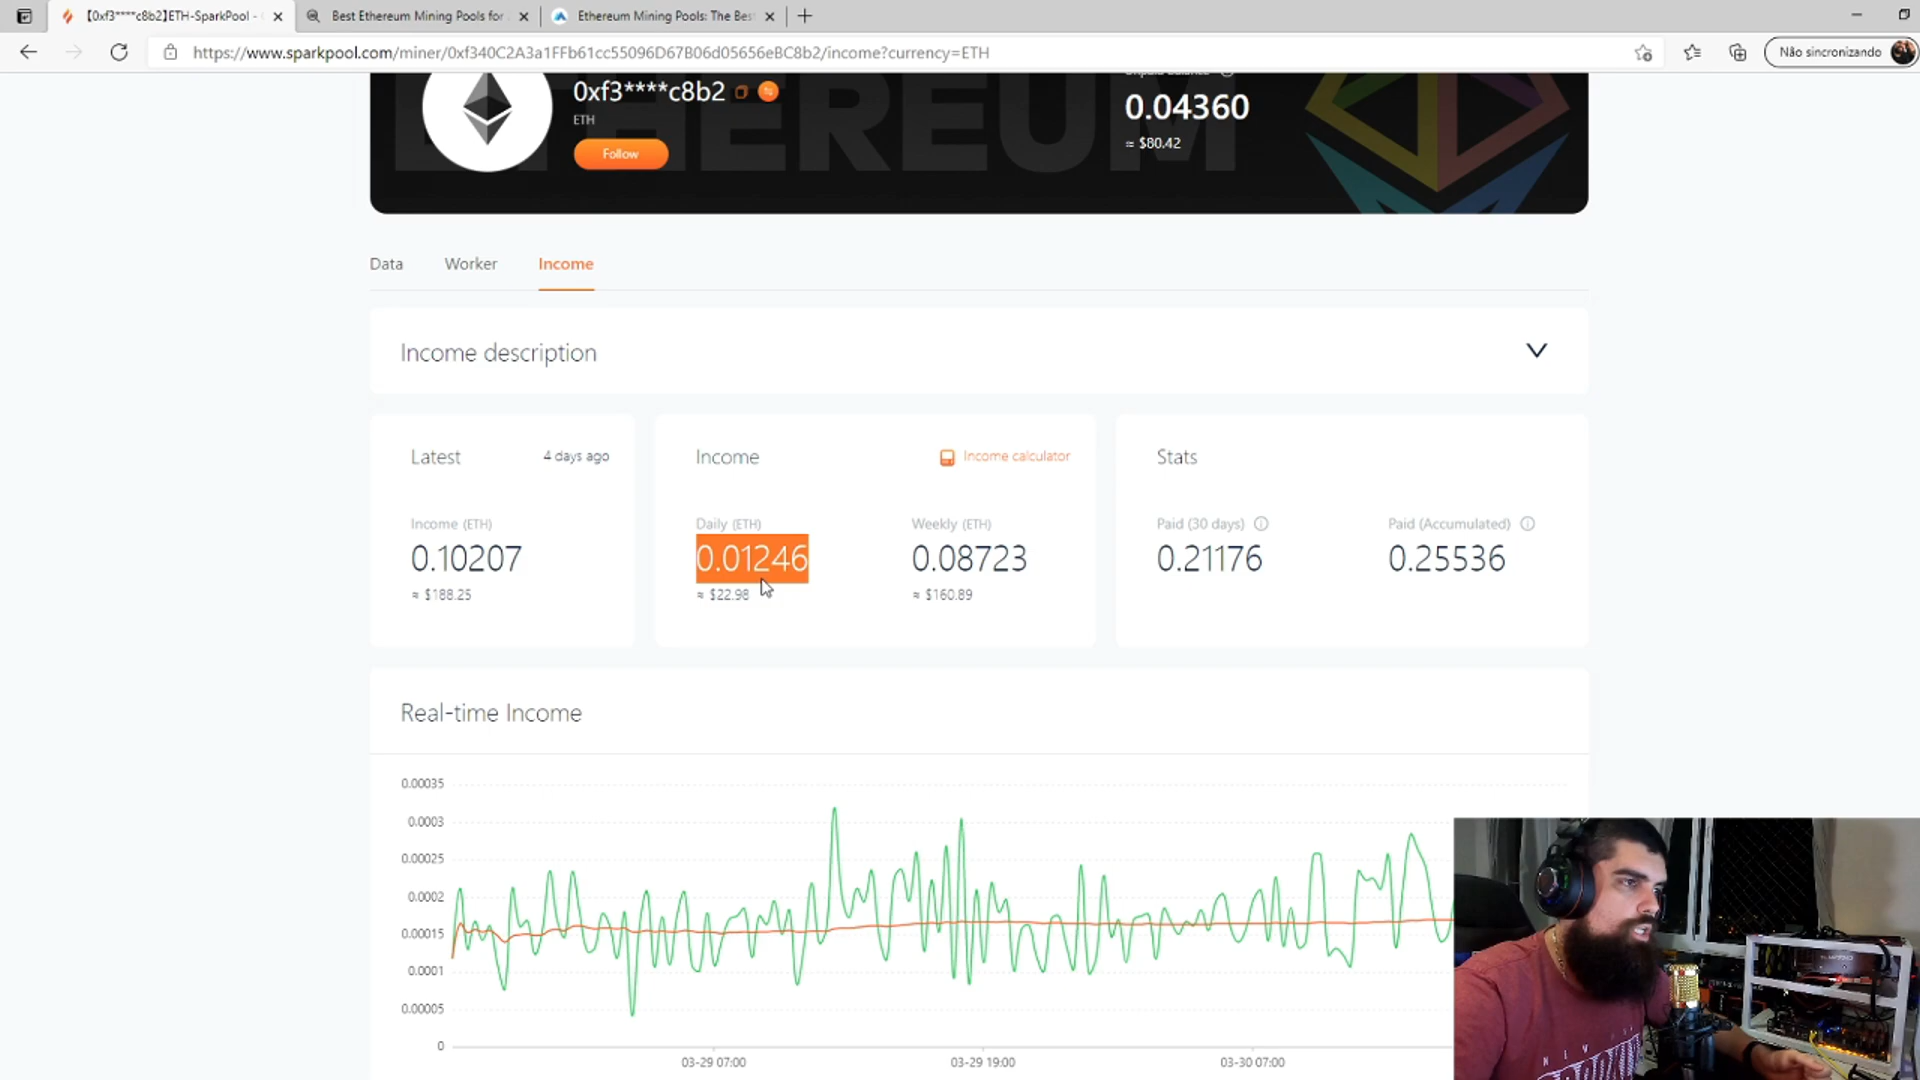 【0xf3****c8b2】ETH-SparkPool -
Best Ethereum Mining Pools for
Ethereum Mining Pools: The Bes
https://www.sparkpool.com/miner/0xf340C2A3a1FFb61cc55096D67B06d05656eBC8b2/income?currency=ETH
Não sincronizando
ETHEREUM
0xf3****c8b2
ETH
Follow
Unpaid balance
0.04360
≈ $80.42
Data
Worker
Income
Income description
Latest
4 days ago
Income (ETH)
0.10207
≈ $188.25
Income
Income calculator
Daily (ETH)
0.01246
≈ $22.98
Weekly (ETH)
0.08723
≈ $160.89
Stats
Paid (30 days)
0.21176
Paid (Accumulated)
0.25536
Real-time Income
0.00035
0.0003
0.00025
0.0002
0.00015
0.0001
0.00005
0
03-29 07:00
03-29 19:00
03-30 07:00